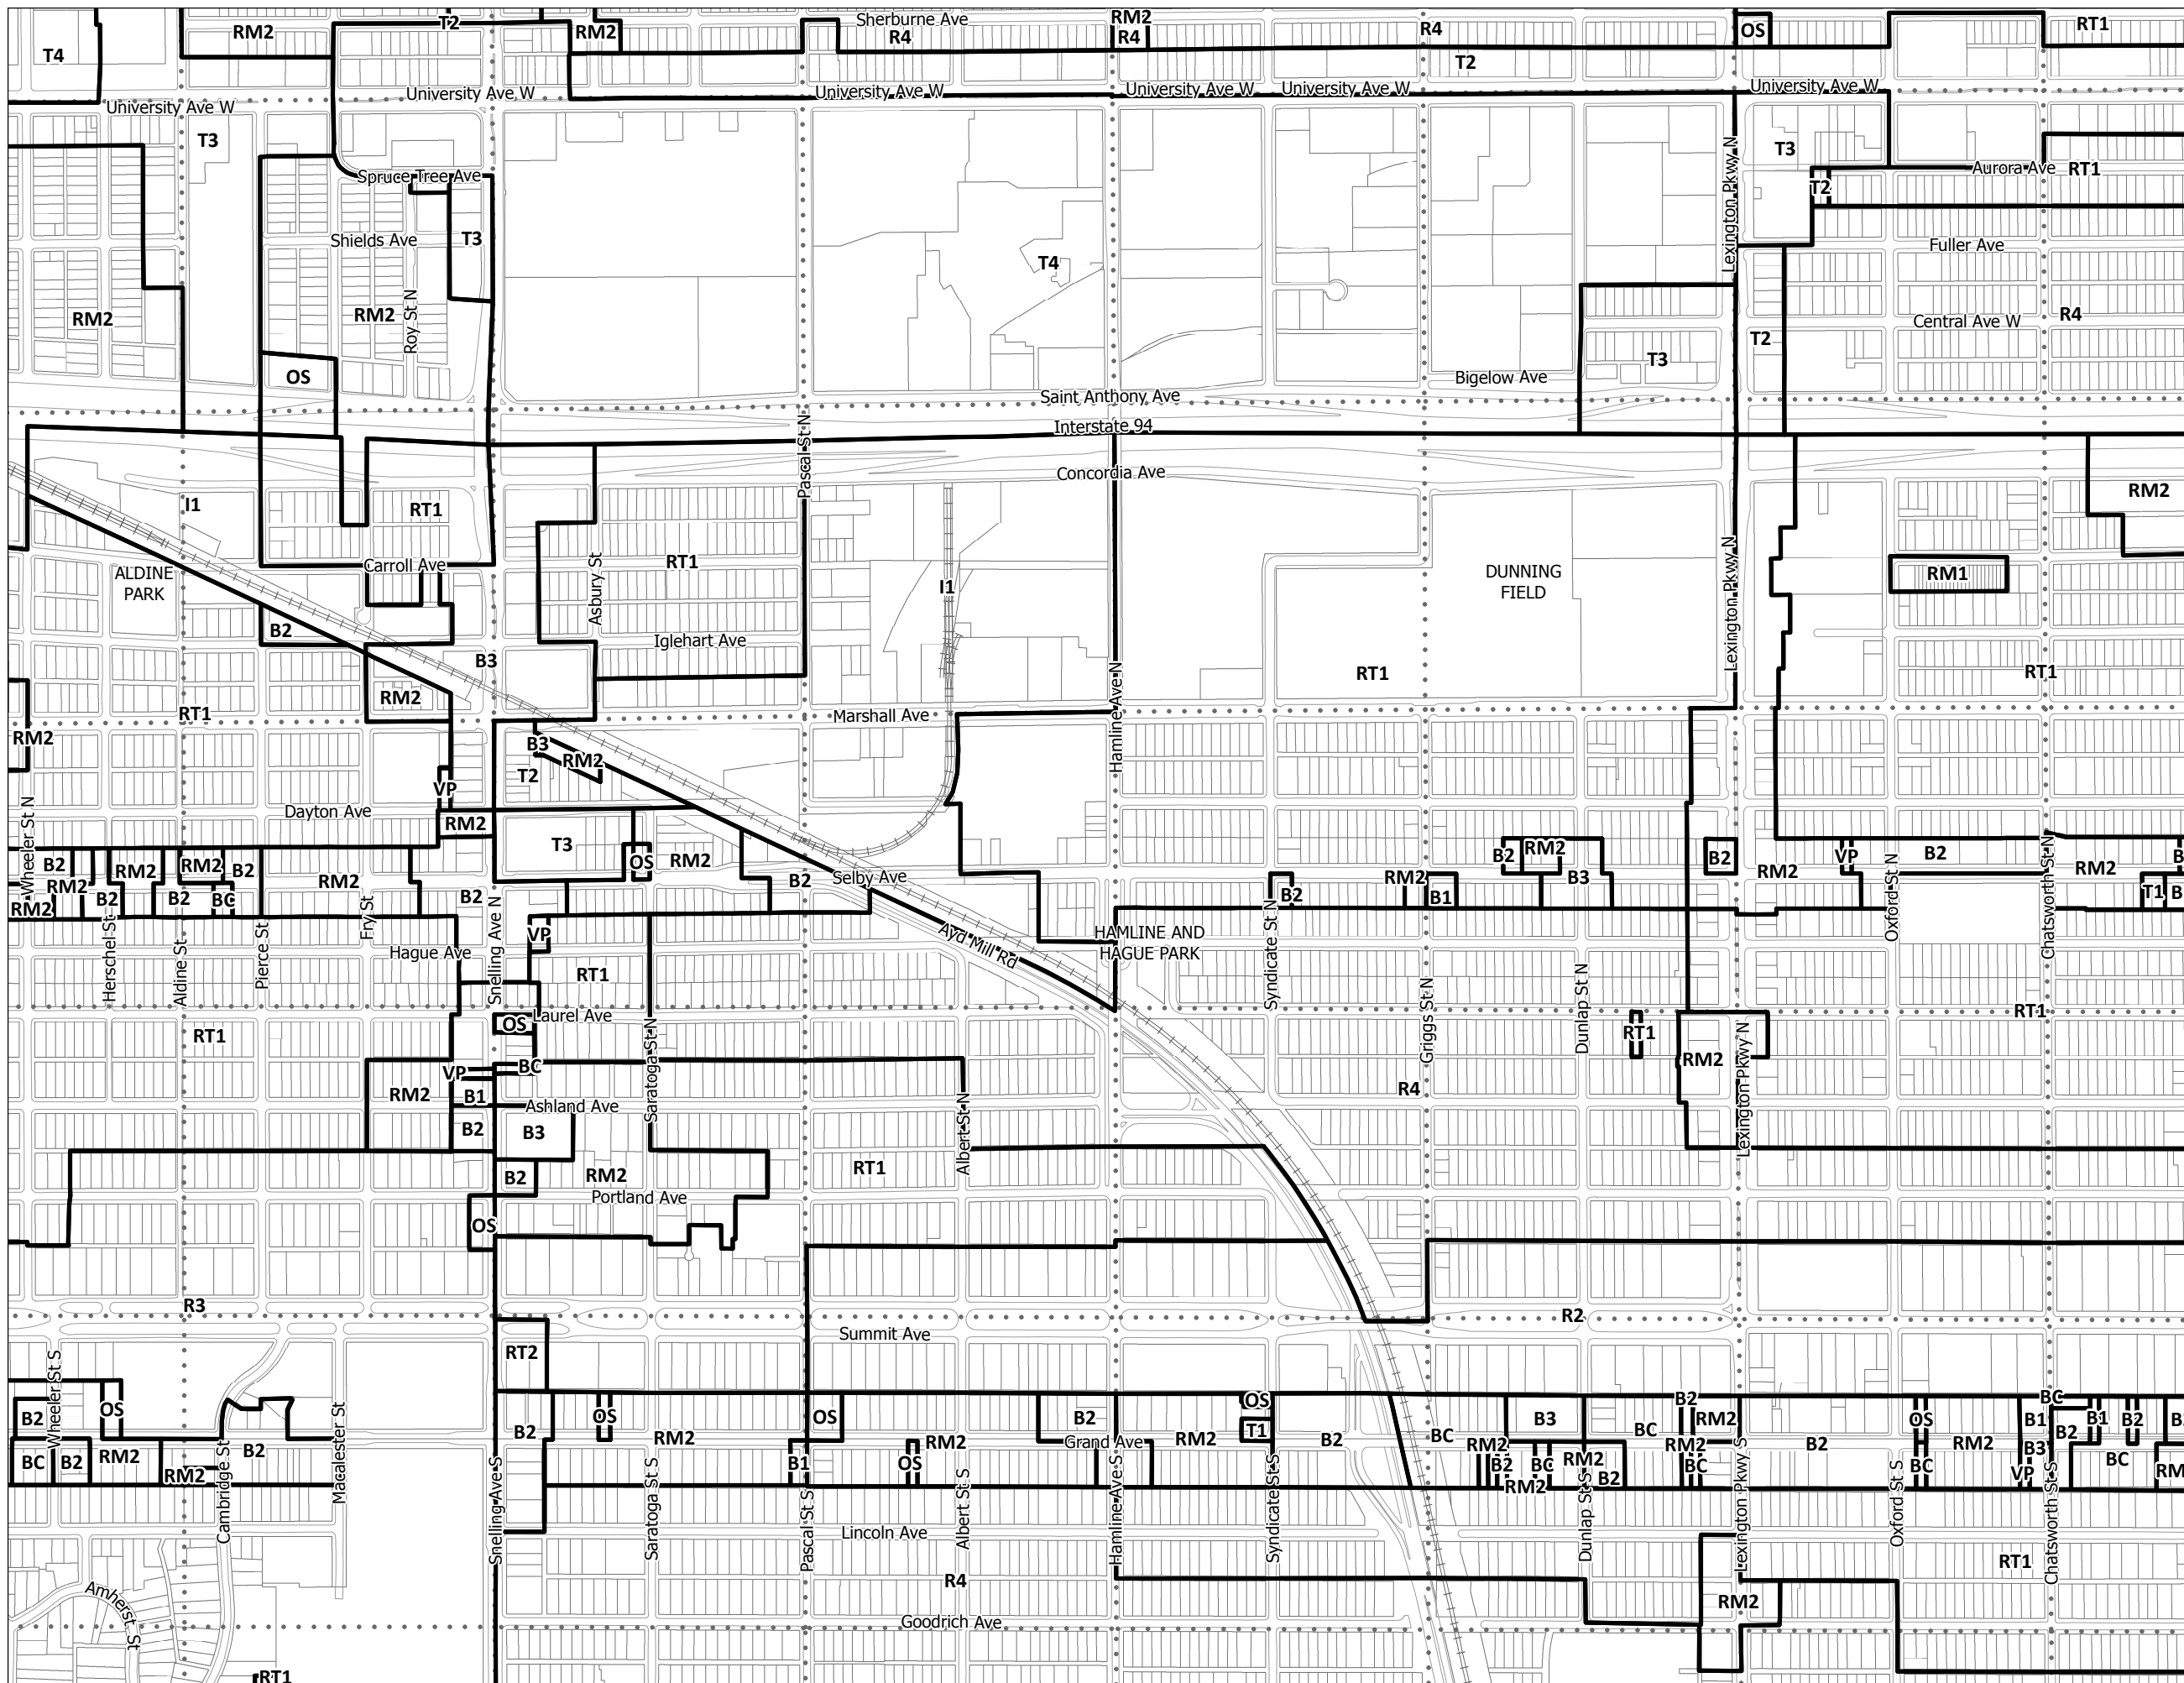 T2
Sherburne Ave
RM2
RM2
RM2
R4
R4
R4
OS
RT1
T4
T2
University Ave W
University Ave W
University Ave W
University Ave W
University Ave W
University Ave W
T3
T3
Spruce Tree Ave
Aurora Ave
RT1
T2
Lexington Pkwy N
Shields Ave
T3
Fuller Ave
T4
RM2
RM2
Roy St N
Central Ave W
R4
T2
T3
OS
Bigelow Ave
Saint Anthony Ave
Interstate 94
Pascal St N
Concordia Ave
RM2
I1
RT1
Carroll Ave
ALDINE
PARK
Asbury St
RT1
I1
DUNNING
FIELD
RM1
Lexington Pkwy N
B2
Iglehart Ave
B3
RT1
RT1
RM2
Hamline Ave N
RT1
Marshall Ave
RM2
B3
RM2
T2
VP
Dayton Ave
RM2
Wheeler St N
T3
OS
RM2
B2
RM2
RM2
B2
RM2
RM2
B2
B2
BC
RM2
B2
Selby Ave
B2
B2
RM2
B3
RM2
B1
B2
B2
RM2
VP
B2
RM2
B
T1
B
Fry St
Snelling Ave N
Herschel St
Aldine St
Pierce St
Hague Ave
VP
RT1
Ayd Mill Rd
HAMLINE AND
HAGUE PARK
Syndicate St N
Griggs St N
Dunlap St N
Oxford St N
Chatsworth St N
OS
Laurel Ave
RT1
RT1
RT1
Saratoga St N
RM2
Lexington Pkwy N
VP
BC
RM2
B1
Ashland Ave
R4
B2
B3
Albert St N
RT1
B2
RM2
Portland Ave
OS
R3
R2
Summit Ave
RT2
Wheeler St S
OS
B2
BC
B2
RM2
RM2
B2
Cambridge St
Macalester St
B2
OS
RM2
OS
B1
RM2
OS
B2
Grand Ave
RM2
OS
T1
B2
BC
B3
RM2
B2
BC
RM2
RM2
B2
BC
B2
RM2
RM2
BC
B2
OS
BC
RM2
B1
B3
VP
BC
B2
B1
B2
BC
B
RM
Snelling Ave S
Saratoga St S
Pascal St S
Albert St S
Hamline Ave S
Syndicate St S
Dunlap St S
Lexington Pkwy S
Oxford St S
Chatsworth St S
Lincoln Ave
RT1
R4
RM2
Amherst St
Goodrich Ave
RT1